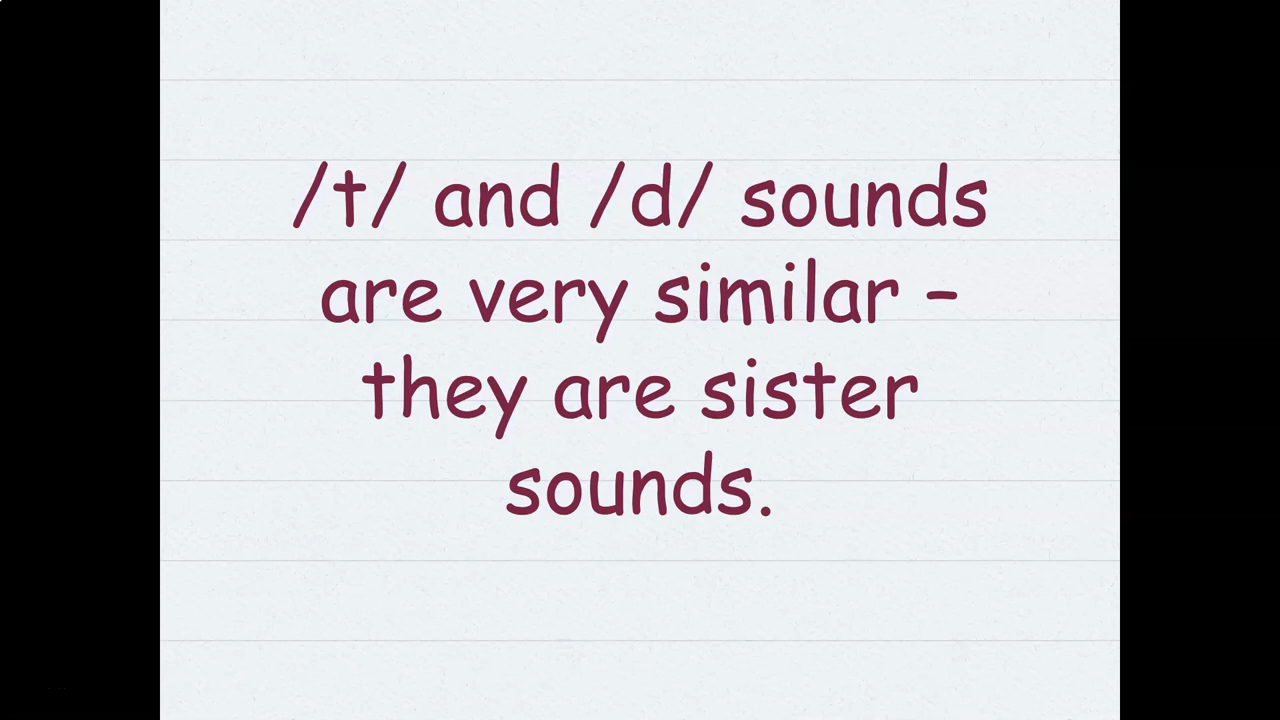 /t/ and /d/ sounds
are very similar –
they are sister
sounds.